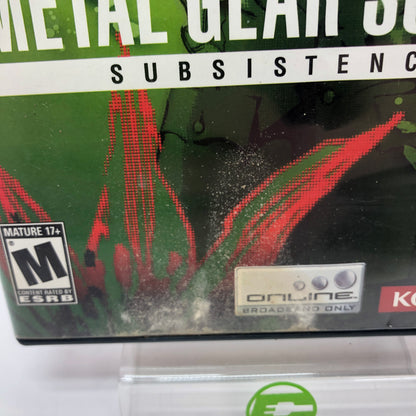 METAL GEAR SO
SUBSISTENC
MATURE 17+
M
CONTENT RATED BY
ESRB
ONLINE
BROADBAND ONLY
KO